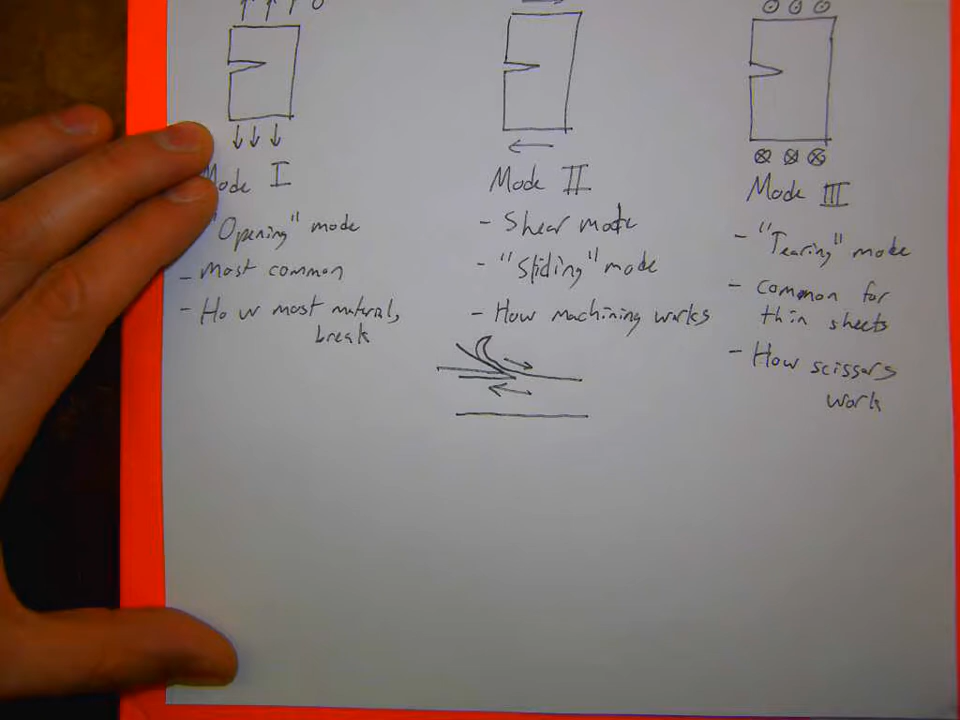 Mode I
"Opening" mode
- Most common
- How most materials
break
Mode II
- Shear mode
- "Sliding" mode
- How machining works
Mode III
- "Tearing" mode
- common for
thin sheets
- How scissors
work